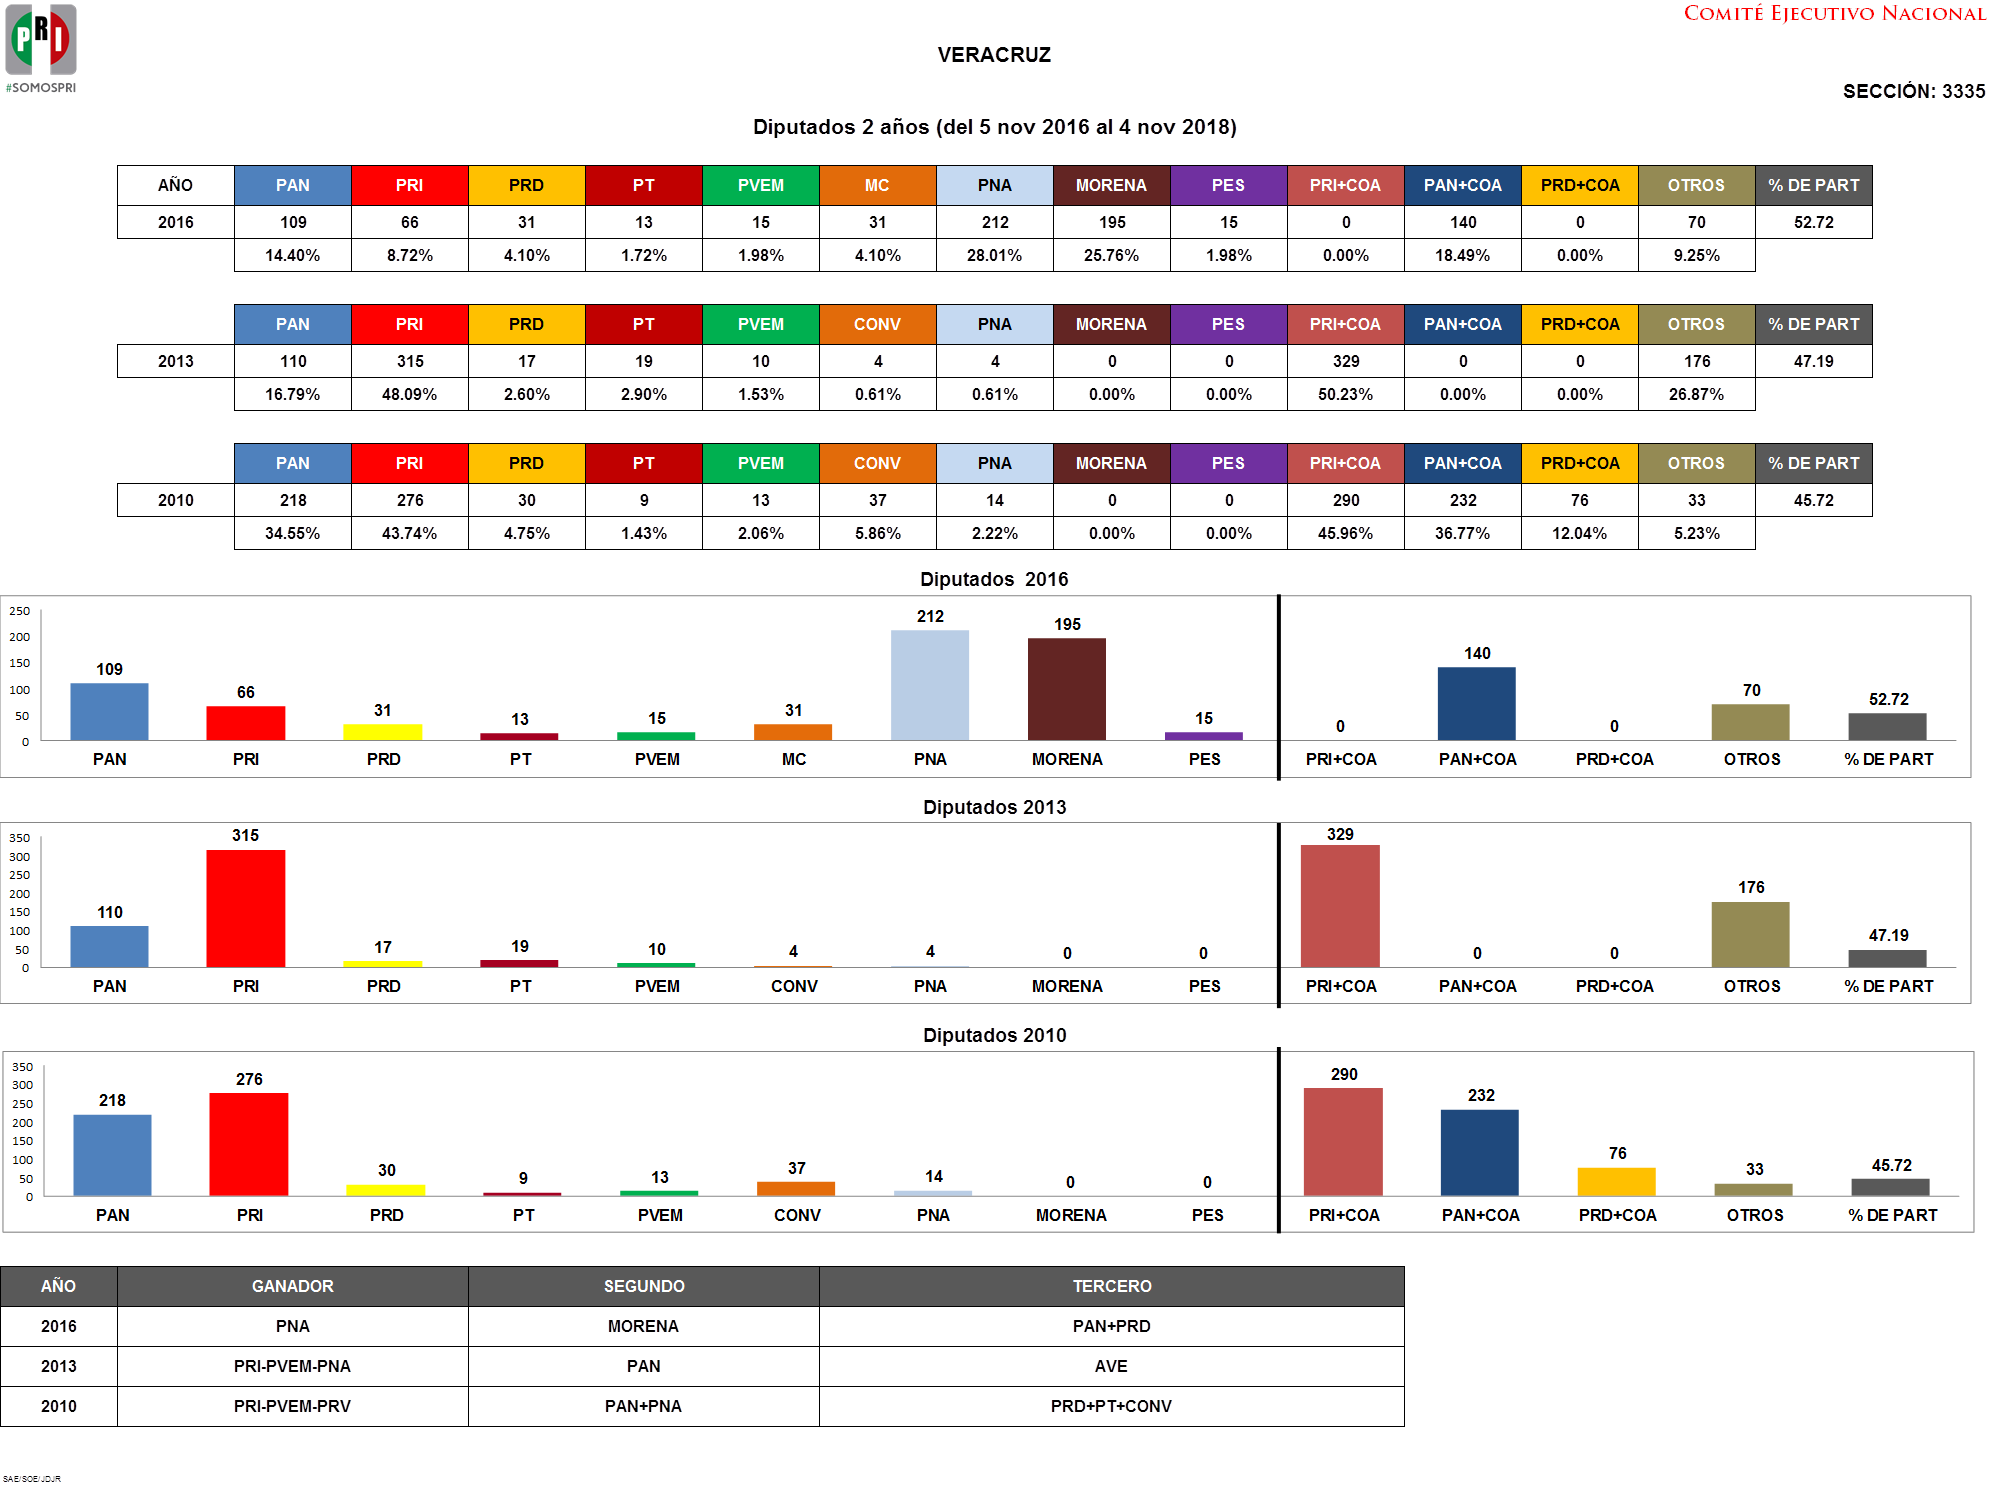 COMITÉ EJECUTIVO NACIONAL
PRI
#SOMOSPRI
VERACRUZ
SECCIÓN: 3335
Diputados 2 años (del 5 nov 2016 al 4 nov 2018)
AÑO PAN PRI PRD PT PVEM MC PNA MORENA PES PRI+COA PAN+COA PRD+COA OTROS % DE PART
2016 109 66 31 13 15 31 212 195 15 0 140 0 70 52.72
14.40% 8.72% 4.10% 1.72% 1.98% 4.10% 28.01% 25.76% 1.98% 0.00% 18.49% 0.00% 9.25%
PAN PRI PRD PT PVEM CONV PNA MORENA PES PRI+COA PAN+COA PRD+COA OTROS % DE PART
2013 110 315 17 19 10 4 4 0 0 329 0 0 176 47.19
16.79% 48.09% 2.60% 2.90% 1.53% 0.61% 0.61% 0.00% 0.00% 50.23% 0.00% 0.00% 26.87%
PAN PRI PRD PT PVEM CONV PNA MORENA PES PRI+COA PAN+COA PRD+COA OTROS % DE PART
2010 218 276 30 9 13 37 14 0 0 290 232 76 33 45.72
34.55% 43.74% 4.75% 1.43% 2.06% 5.86% 2.22% 0.00% 0.00% 45.96% 36.77% 12.04% 5.23%
Diputados 2016
250
200
150
100
50
0
109 66 31 13 15 31 212 195 15 0 140 0 70 52.72
PAN PRI PRD PT PVEM MC PNA MORENA PES PRI+COA PAN+COA PRD+COA OTROS % DE PART
Diputados 2013
350
300
250
200
150
100
50
0
110 315 17 19 10 4 4 0 0 329 0 0 176 47.19
PAN PRI PRD PT PVEM CONV PNA MORENA PES PRI+COA PAN+COA PRD+COA OTROS % DE PART
Diputados 2010
350
300
250
200
150
100
50
0
218 276 30 9 13 37 14 0 0 290 232 76 33 45.72
PAN PRI PRD PT PVEM CONV PNA MORENA PES PRI+COA PAN+COA PRD+COA OTROS % DE PART
AÑO GANADOR SEGUNDO TERCERO
2016 PNA MORENA PAN+PRD
2013 PRI-PVEM-PNA PAN AVE
2010 PRI-PVEM-PRV PAN+PNA PRD+PT+CONV
SAE/SOE/JDJR